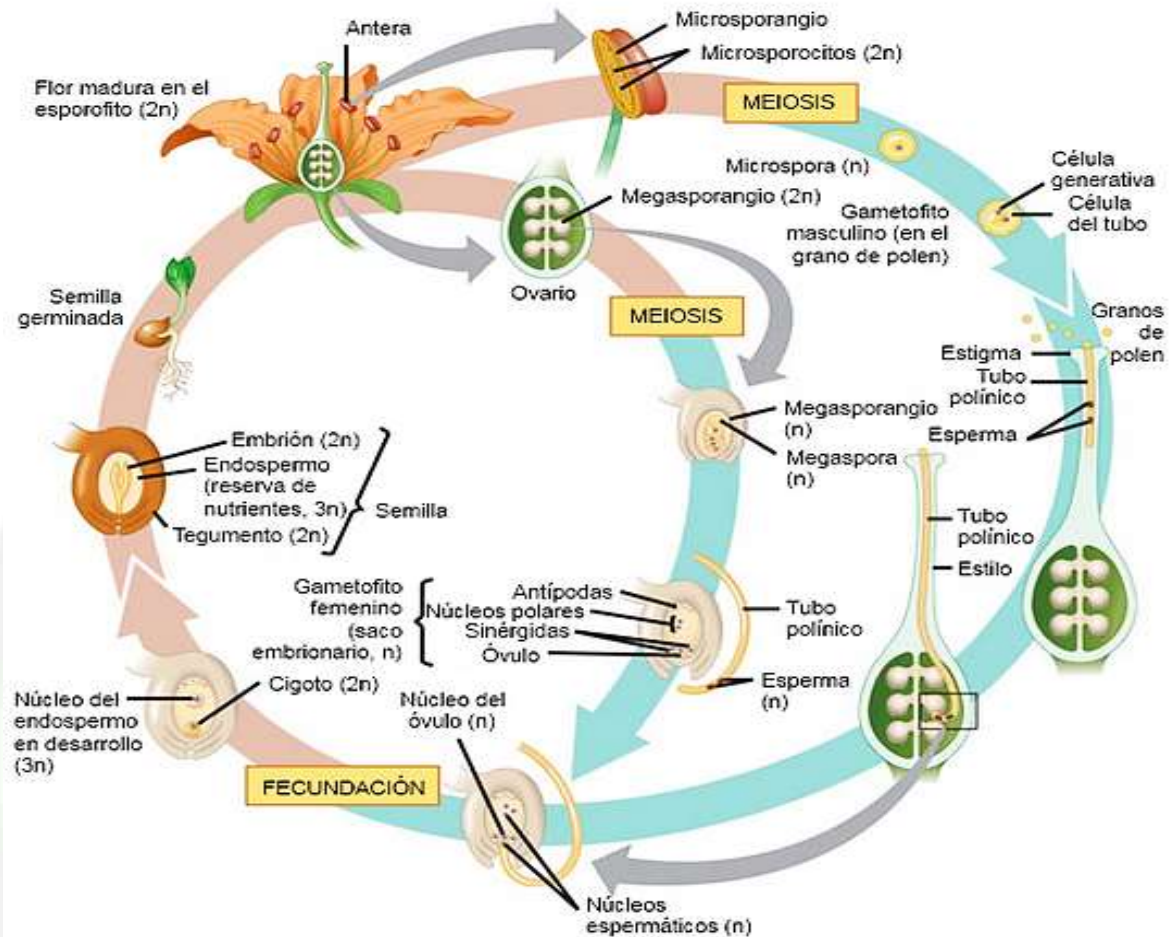 Antera
Microsporangio
Microsporocitos (2n)
Flor madura en el
esporofito (2n)
MEIOSIS
Microspora (n)
Célula
generativa
Célula
del tubo
Gametofito
masculino (en el
grano de polen)
Megasporangio (2n)
Ovario
MEIOSIS
Semilla
germinada
Granos
de
polen
Estigma
Tubo
polínico
Esperma
Megasporangio
(n)
Megaspora
(n)
Embrión (2n)
Endospermo
(reserva de
nutrientes, 3n)
Tegumento (2n)
Semilla
Tubo
polínico
Estilo
Gametofito
femenino
(saco
embrionario, n)
Antípodas
Núcleos polares
Sinérgidas
Óvulo
Tubo
polínico
Esperma
(n)
Cigoto (2n)
Núcleo del
endospermo
en desarrollo
(3n)
Núcleo del
óvulo (n)
FECUNDACIÓN
Núcleos
espermáticos (n)